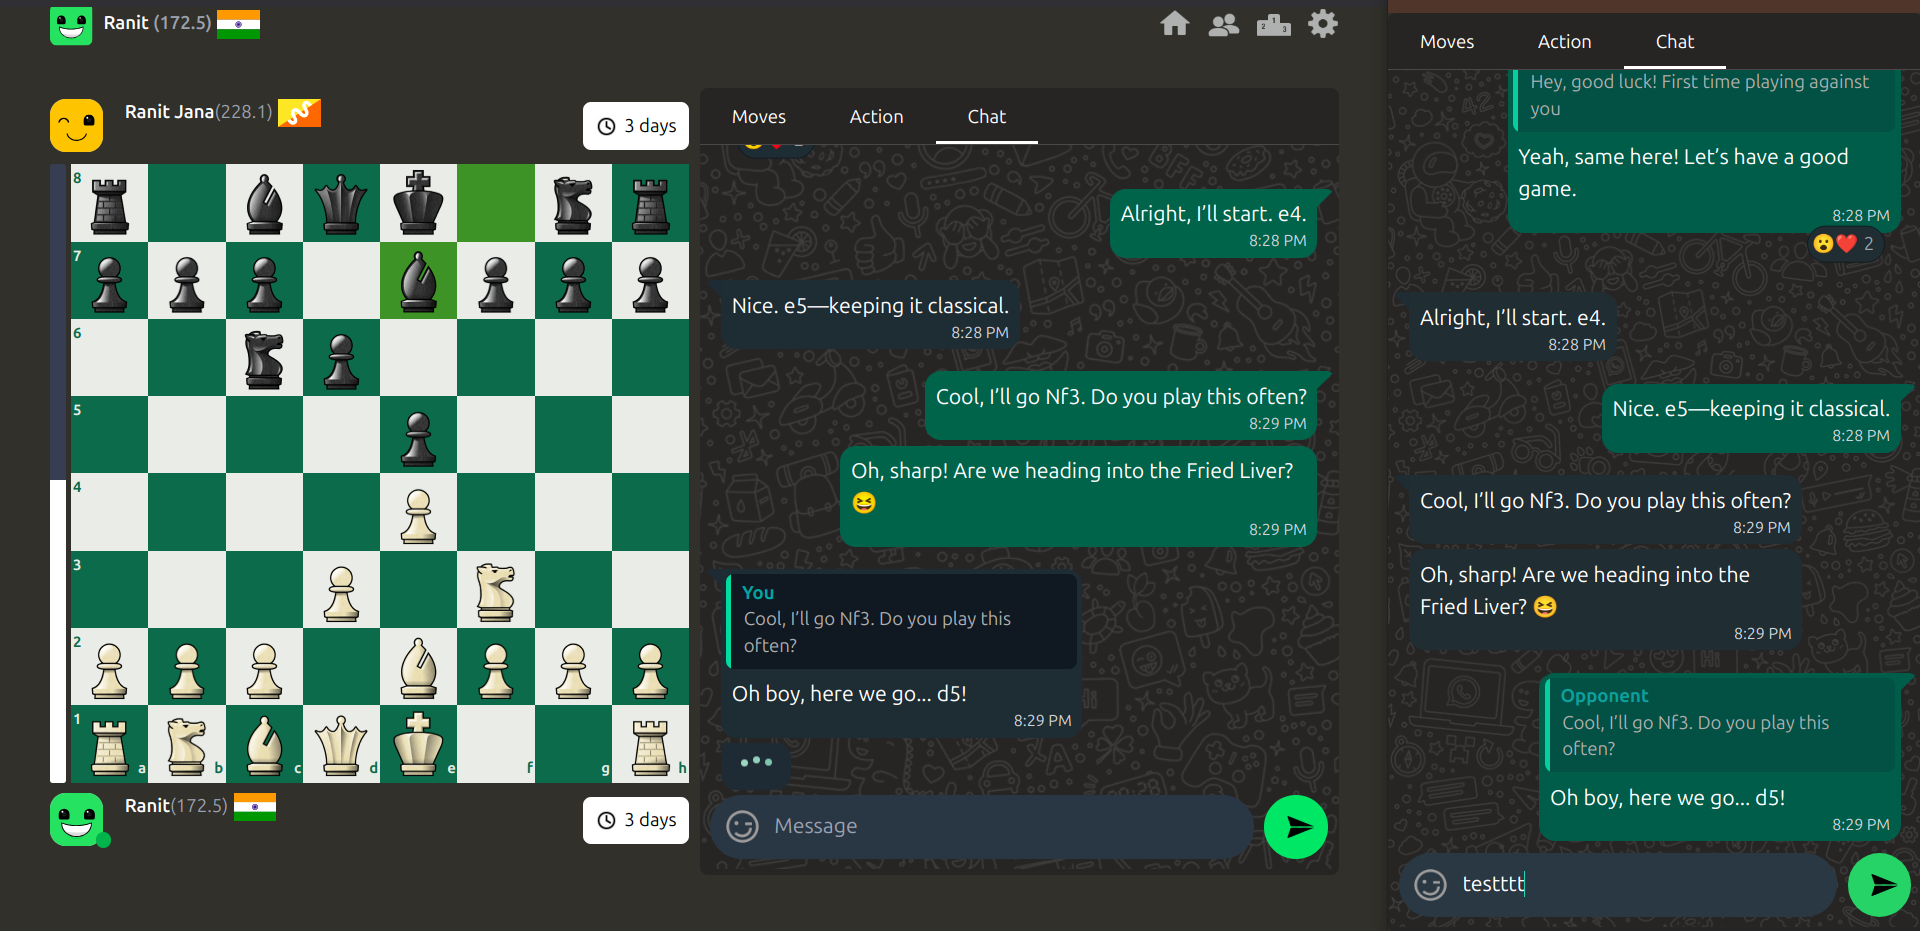 Ranit (172.5)
Ranit Jana(228.1)
3 days
8
7
6
5
4
3
2
1
a
b
c
d
e
f
g
h
Ranit(172.5)
3 days
Moves Action Chat
Alright, I’ll start. e4.
8:28 PM
Nice. e5—keeping it classical.
8:28 PM
Cool, I’ll go Nf3. Do you play this often?
8:29 PM
Oh, sharp! Are we heading into the Fried Liver?
😆
8:29 PM
You
Cool, I’ll go Nf3. Do you play this
often?
Oh boy, here we go... d5!
8:29 PM
Message
Moves Action Chat
Hey, good luck! First time playing against
you
Yeah, same here! Let’s have a good
game.
8:28 PM
😮❤️ 2
Alright, I’ll start. e4.
8:28 PM
Nice. e5—keeping it classical.
8:28 PM
Cool, I’ll go Nf3. Do you play this often?
8:29 PM
Oh, sharp! Are we heading into the
Fried Liver? 😆
8:29 PM
Opponent
Cool, I’ll go Nf3. Do you play this
often?
Oh boy, here we go... d5!
8:29 PM
testttt